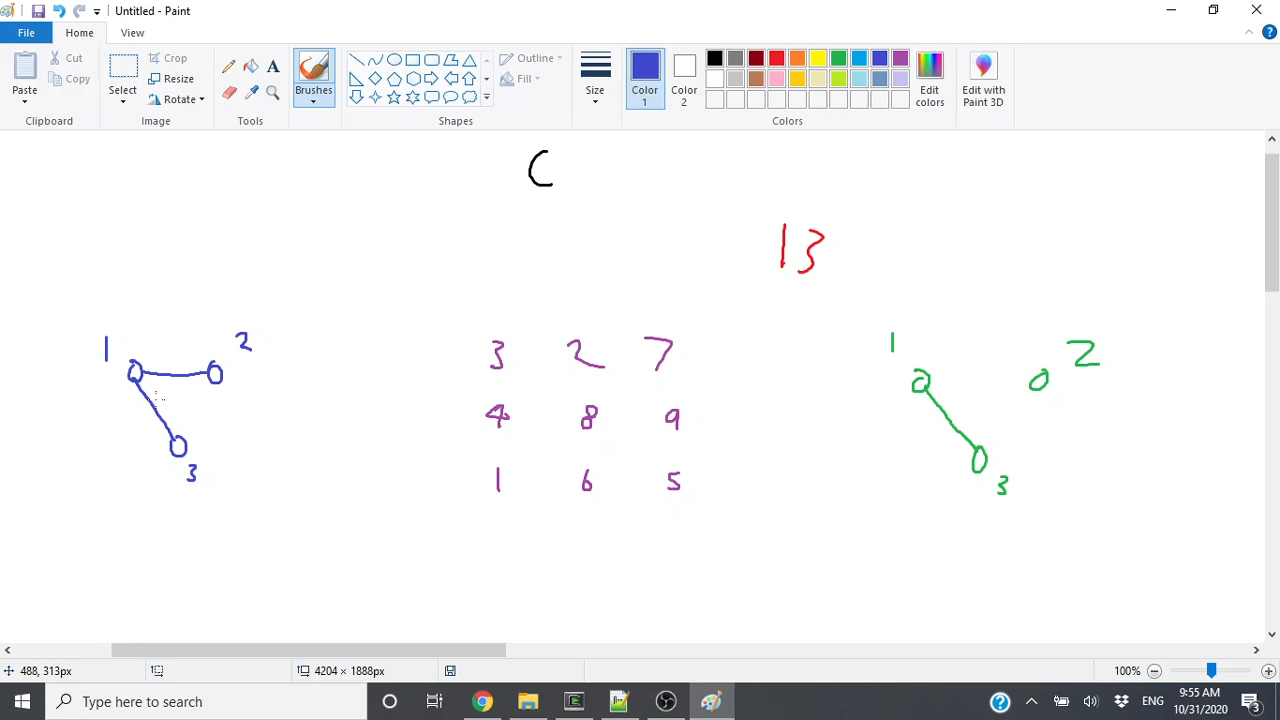 Untitled - Paint
File Home View
Paste
Cut
Copy
Clipboard
Select
Crop
Resize
Rotate
Image
Tools
Brushes
Shapes
Outline
Fill
Size
Color 1
Color 2
Edit colors
Colors
Edit with Paint 3D
C
13
1 2
3
3 2 7
4 8 9
1 6 5
1 2
3
488, 313px 4204 × 1888px 100%
Type here to search
ENG
9:55 AM
10/31/2020
3